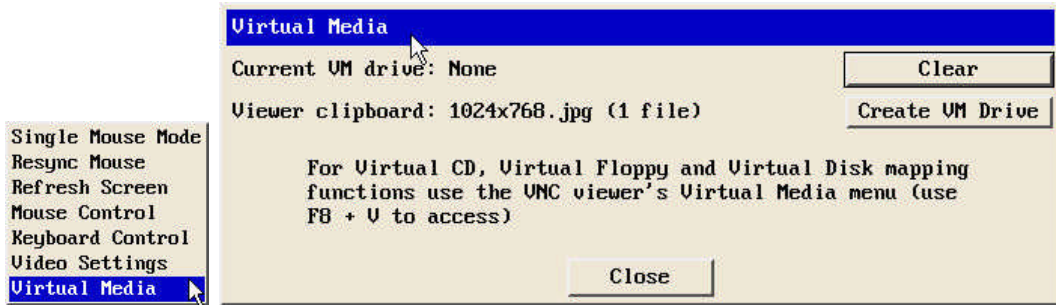 Single Mouse Mode
Resync Mouse
Refresh Screen
Mouse Control
Keyboard Control
Video Settings
Virtual Media
Virtual Media
Current VM drive: None
Clear
Viewer clipboard: 1024x768.jpg (1 file)
Create VM Drive
For Virtual CD, Virtual Floppy and Virtual Disk mapping
functions use the VNC viewer's Virtual Media menu (use
F8 + V to access)
Close